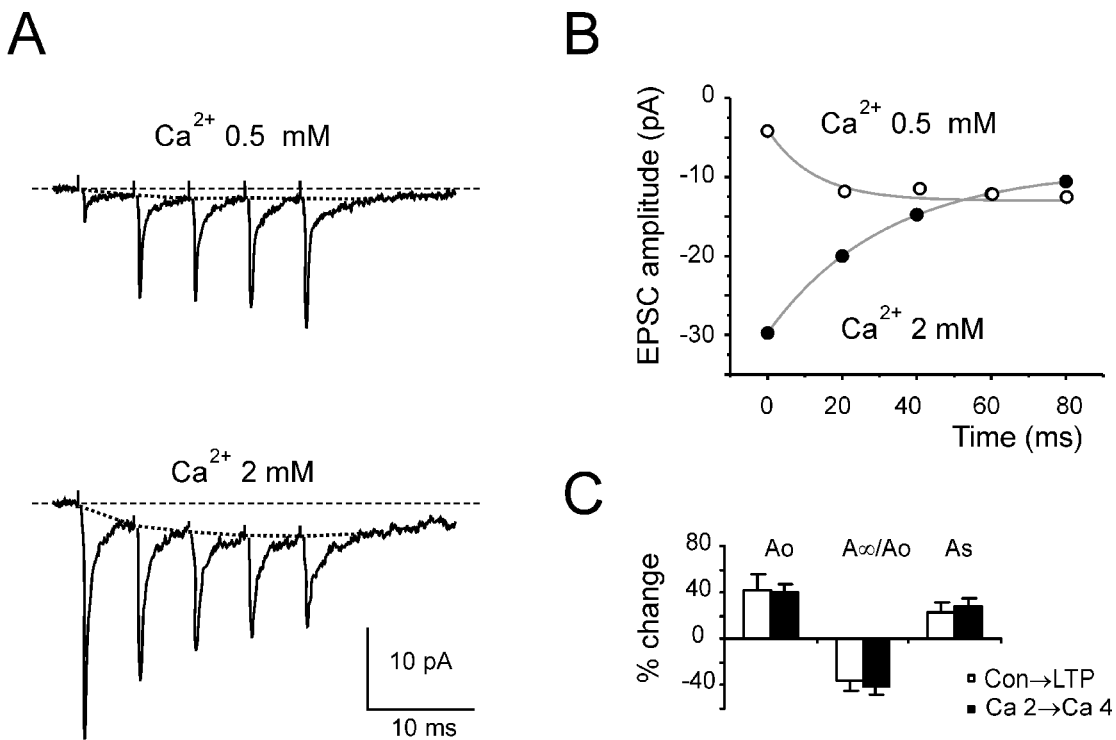 A
Ca2+ 0.5 mM
Ca2+ 2 mM
10 pA
10 ms
B
EPSC amplitude (pA)
0
-10
-20
-30
Ca2+ 0.5 mM
Ca2+ 2 mM
0 20 40 60 80
Time (ms)
C
% change
80
40
0
-40
Ao A∞/Ao As
Con→LTP
Ca 2→Ca 4